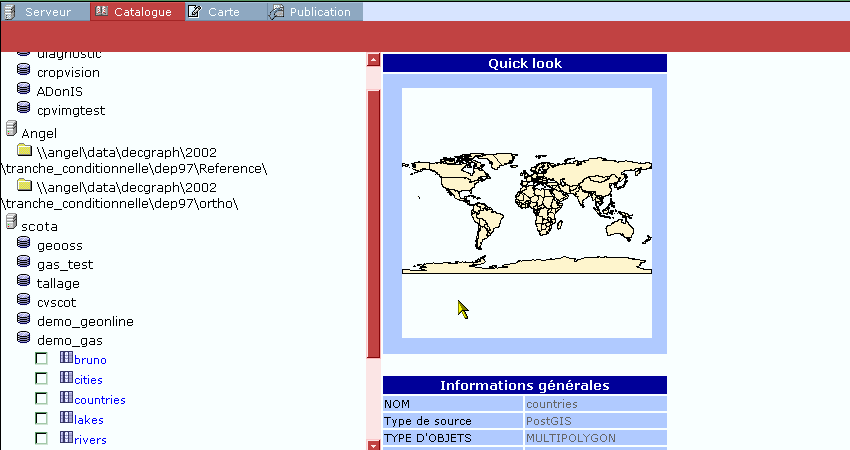 Serveur
Catalogue
Carte
Publication
diagnostic
cropvision
ADonIS
cpvimgtest
Angel
\\angel\data\decgraph\2002
\tranche_conditionnelle\dep97\Reference\
\\angel\data\decgraph\2002
\tranche_conditionnelle\dep97\ortho\
scota
geooss
gas_test
tallage
cvscot
demo_geonline
demo_gas
bruno
cities
countries
lakes
rivers
Quick look
Informations générales
NOM countries
Type de source PostGIS
TYPE D'OBJETS MULTIPOLYGON